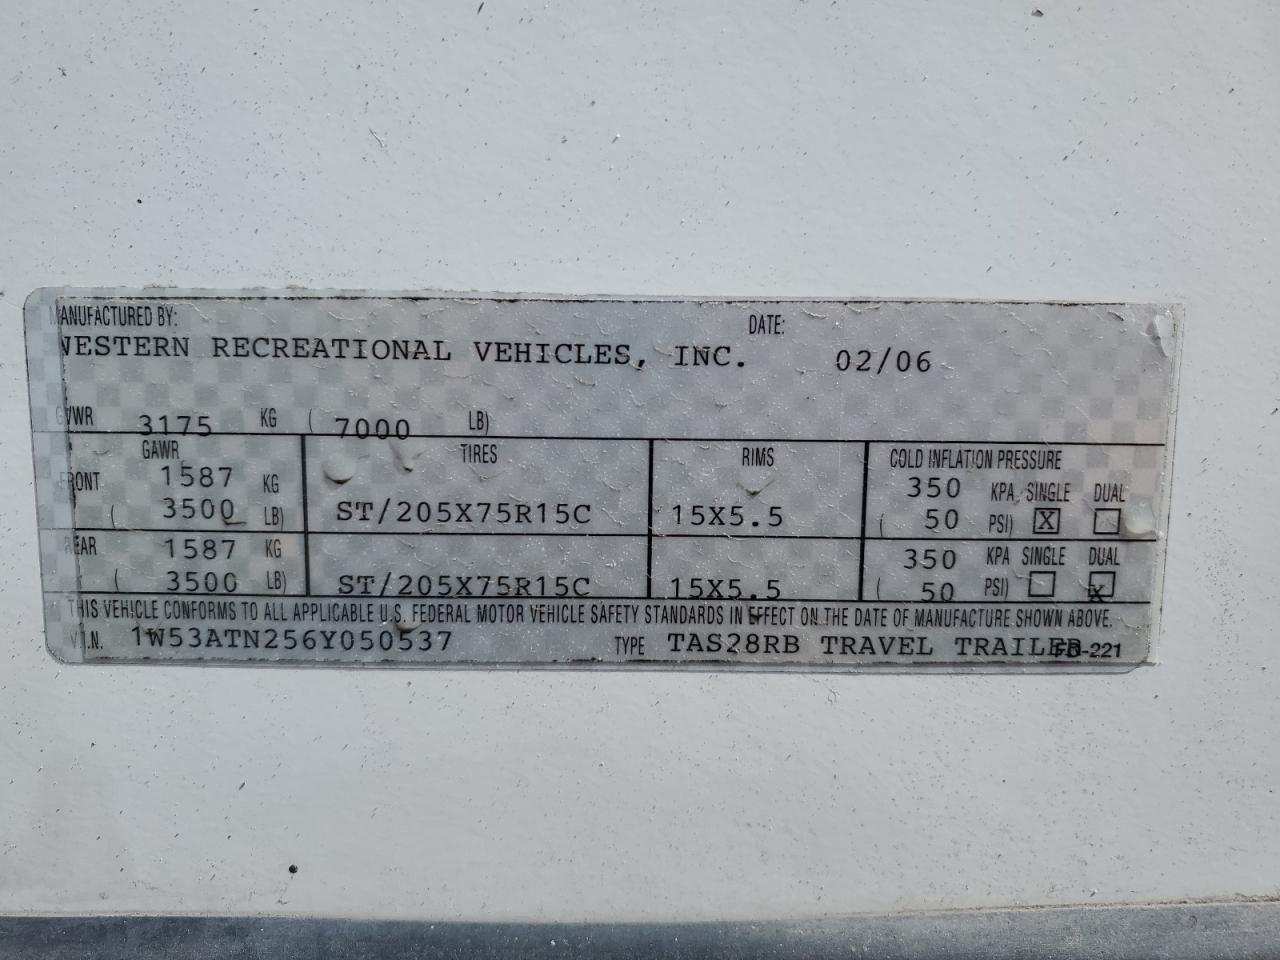 MANUFACTURED BY: DATE:
WESTERN RECREATIONAL VEHICLES, INC. 02/06
GVWR 3175 KG ( 7000 LB)
GAWR TIRES RIMS COLD INFLATION PRESSURE
FRONT 1587 KG 350 KPA SINGLE DUAL
( 3500 LB) ST/205X75R15C 15X5.5 ( 50 PSI) X
REAR 1587 KG 350 KPA SINGLE DUAL
( 3500 LB) ST/205X75R15C 15X5.5 ( 50 PSI) X
THIS VEHICLE CONFORMS TO ALL APPLICABLE U.S. FEDERAL MOTOR VEHICLE SAFETY STANDARDS IN EFFECT ON THE DATE OF MANUFACTURE SHOWN ABOVE.
V.I.N. 1W53ATN256Y050537 TYPE TAS28RB TRAVEL TRAILER FB-221